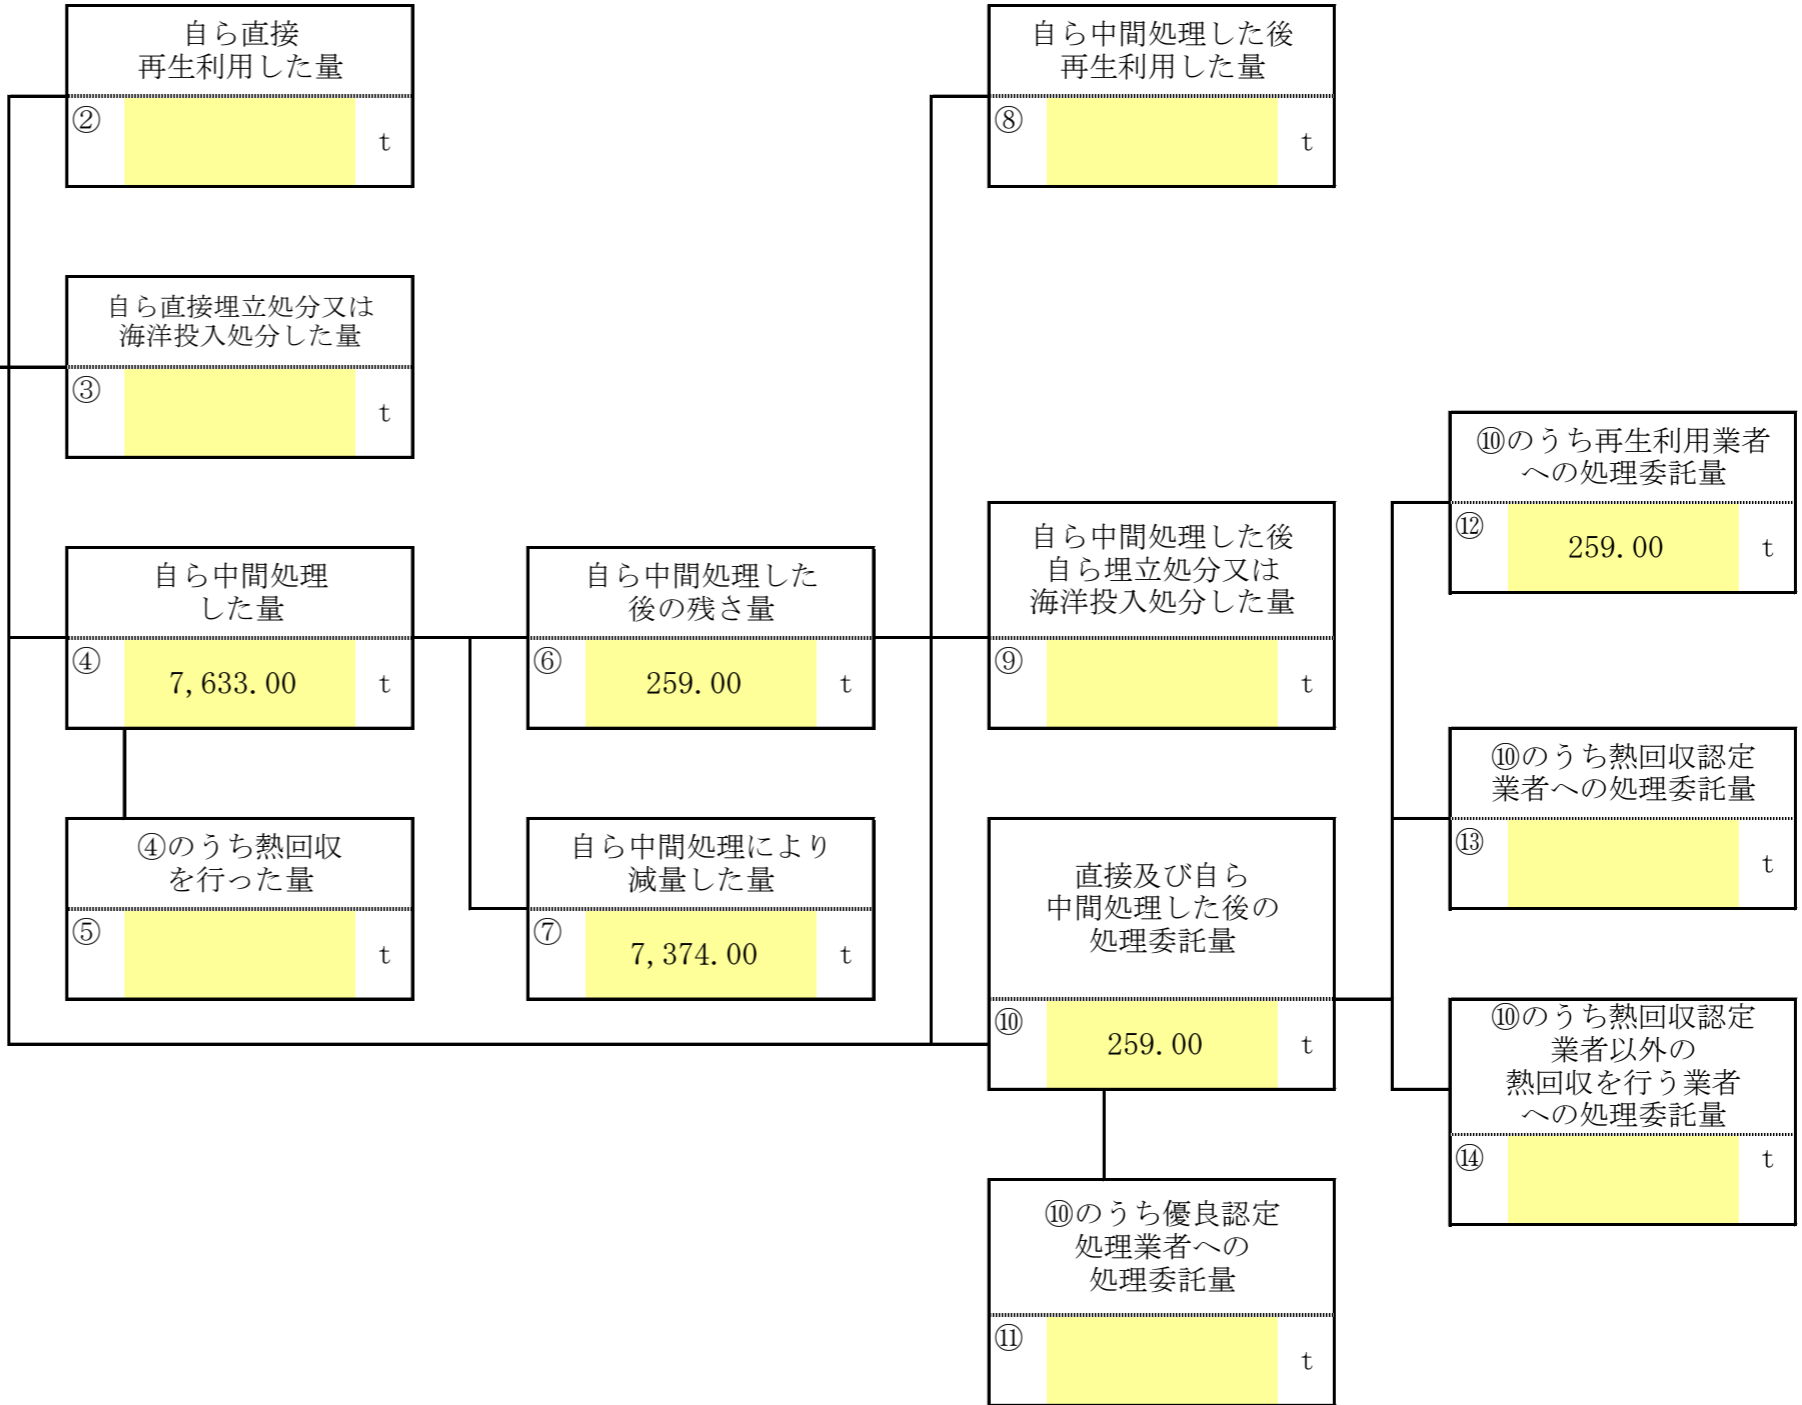 自ら直接
再生利用した量
②
t
自ら中間処理した後
再生利用した量
⑧
t
自ら直接埋立処分又は
海洋投入処分した量
③
t
⑩のうち再生利用業者
への処理委託量
⑫
259.00 t
自ら中間処理
した量
④
7,633.00 t
自ら中間処理した
後の残さ量
⑥
259.00 t
自ら中間処理した後
自ら埋立処分又は
海洋投入処分した量
⑨
t
⑩のうち熱回収認定
業者への処理委託量
⑬
t
④のうち熱回収
を行った量
⑤
t
自ら中間処理により
減量した量
⑦
7,374.00 t
直接及び自ら
中間処理した後の
処理委託量
⑩
259.00 t
⑩のうち熱回収認定
業者以外の
熱回収を行う業者
への処理委託量
⑭
t
⑩のうち優良認定
処理業者への
処理委託量
⑪
t